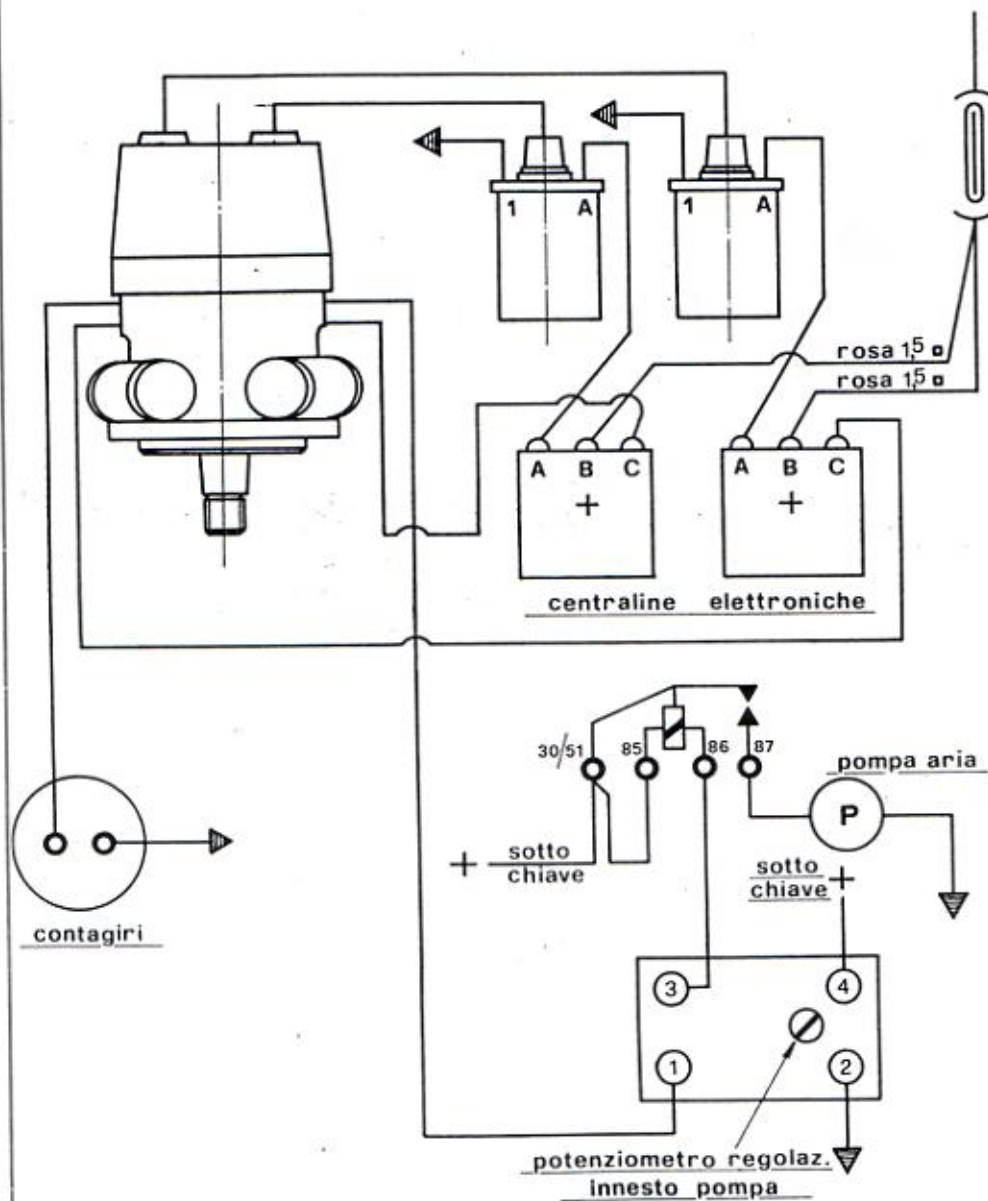 1 A
1 A
rosa 1,5 ¤
rosa 1,5 ¤
A B C
+
A B C
+
centraline elettroniche
30/51 85 86 87
pompa aria
P
+ sotto
chiave
sotto +
chiave
contagiri
3 4
1 2
potenziometro regolaz.
innesto pompa